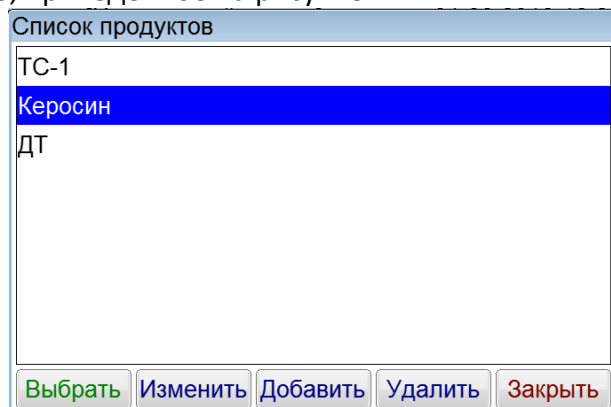 Список продуктов
ТС-1
Керосин
ДТ
Выбрать Изменить Добавить Удалить Закрыть